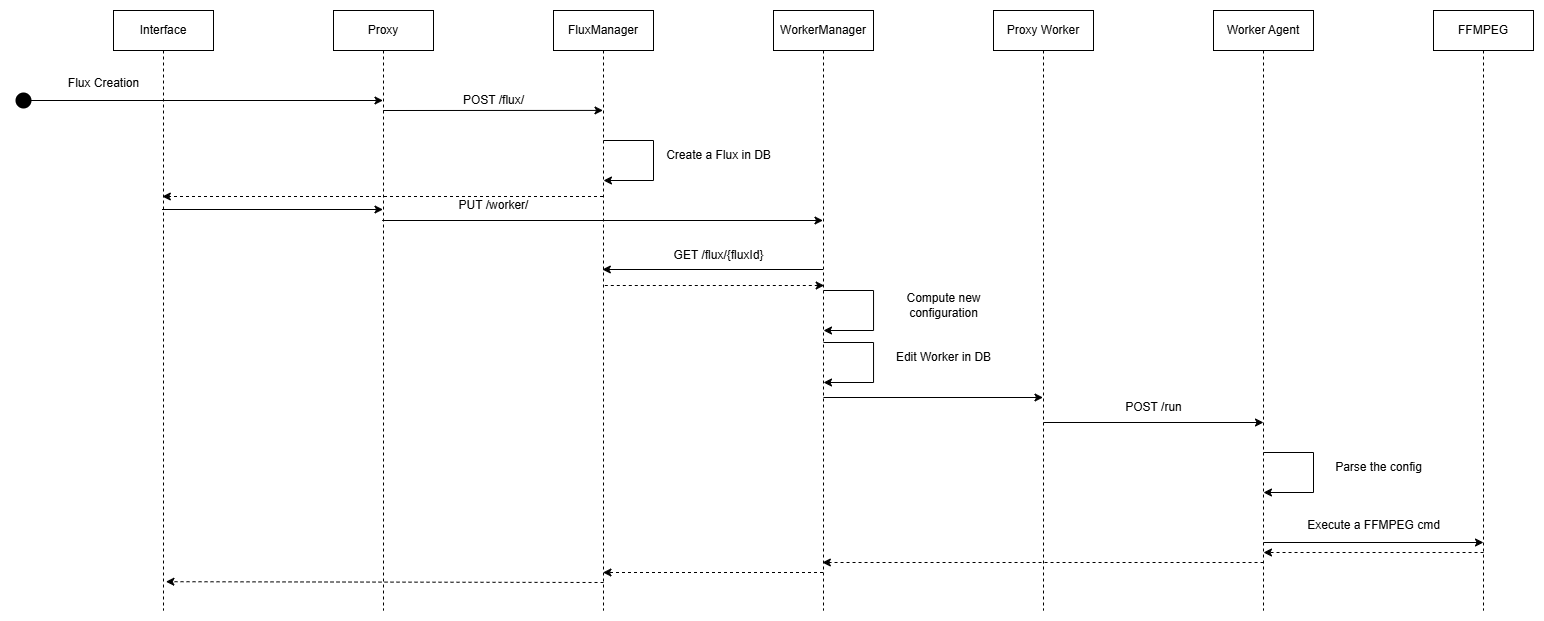 Interface
Proxy
FluxManager
WorkerManager
Proxy Worker
Worker Agent
FFMPEG
Flux Creation
POST /flux/
Create a Flux in DB
PUT /worker/
GET /flux/{fluxId}
Compute new
configuration
Edit Worker in DB
POST /run
Parse the config
Execute a FFMPEG cmd